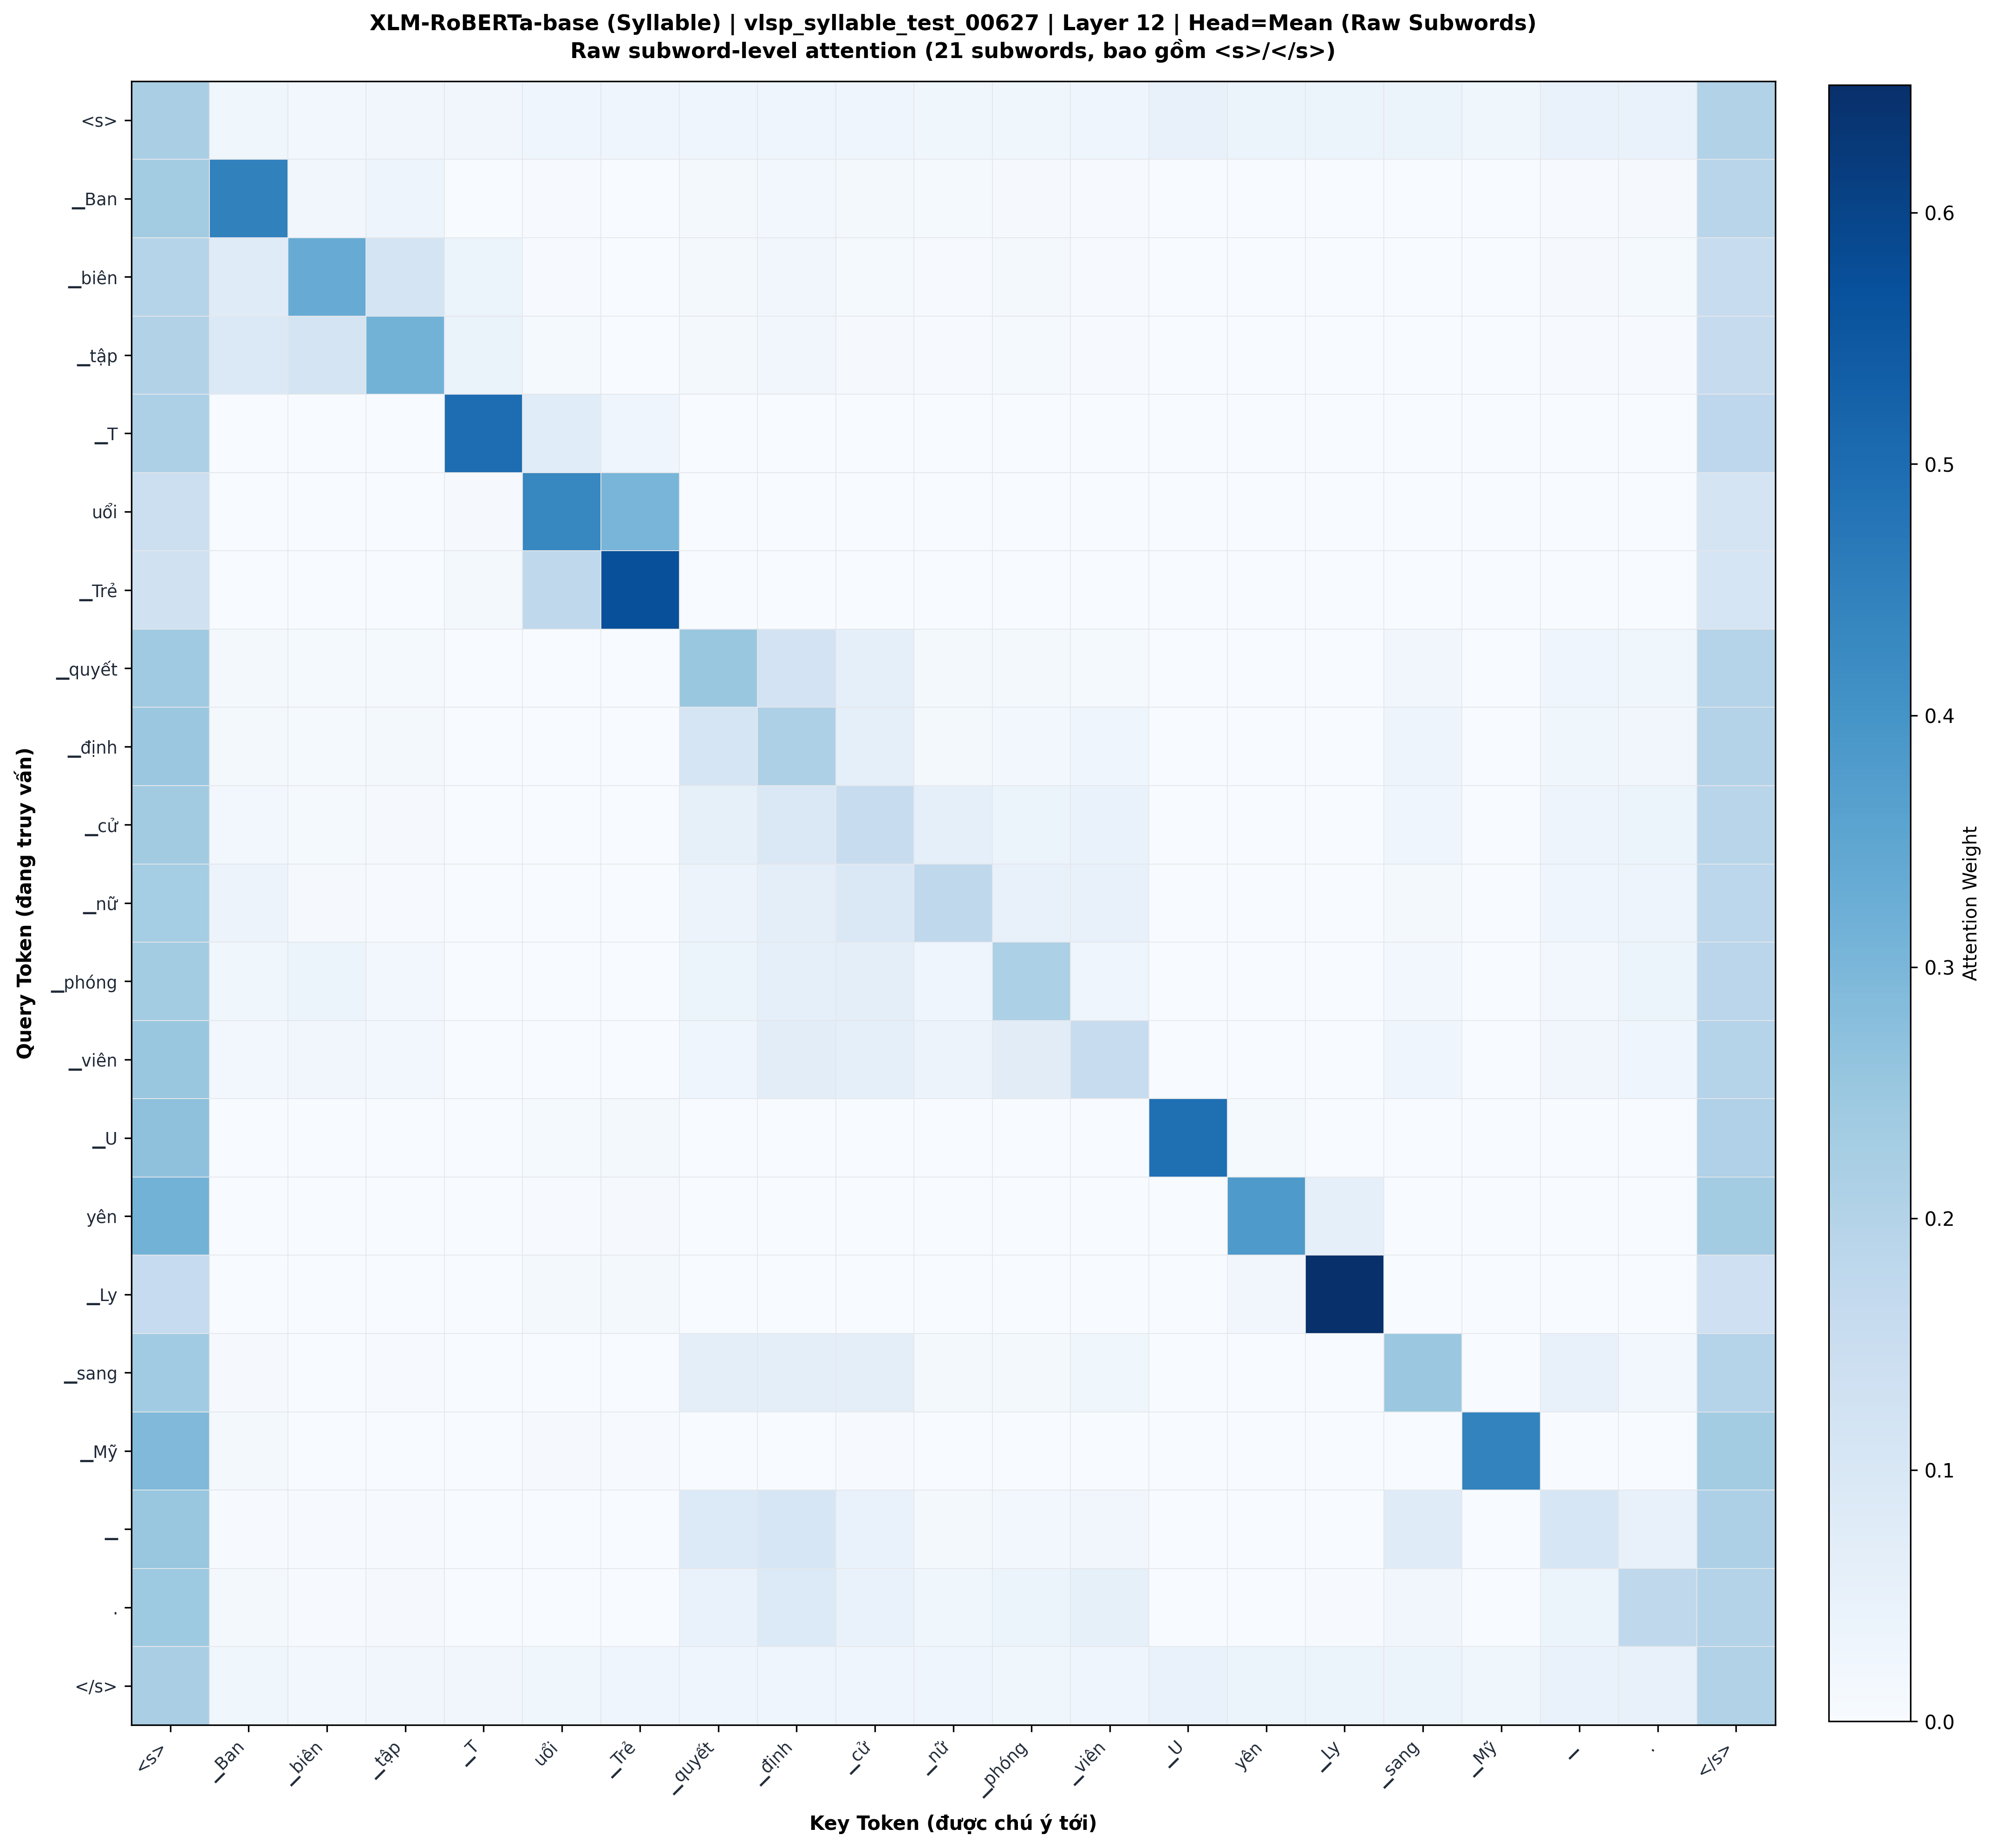 XLM-RoBERTa-base (Syllable) | vlsp_syllable_test_00627 | Layer 12 | Head=Mean (Raw Subwords)
Raw subword-level attention (21 subwords, bao gồm <s>/</s>)
Query Token (đang truy vấn)
<s>
▁Ban
▁biên
▁tập
▁T
uổi
▁Trẻ
▁quyết
▁định
▁cử
▁nữ
▁phóng
▁viên
▁U
yên
▁Ly
▁sang
▁Mỹ
▁
.
</s>
<s>
▁Ban
▁biên
▁tập
▁T
uổi
▁Trẻ
▁quyết
▁định
▁cử
▁nữ
▁phóng
▁viên
▁U
yên
▁Ly
▁sang
▁Mỹ
▁
.
</s>
Key Token (được chú ý tới)
0.6
0.5
0.4
0.3
0.2
0.1
0.0
Attention Weight